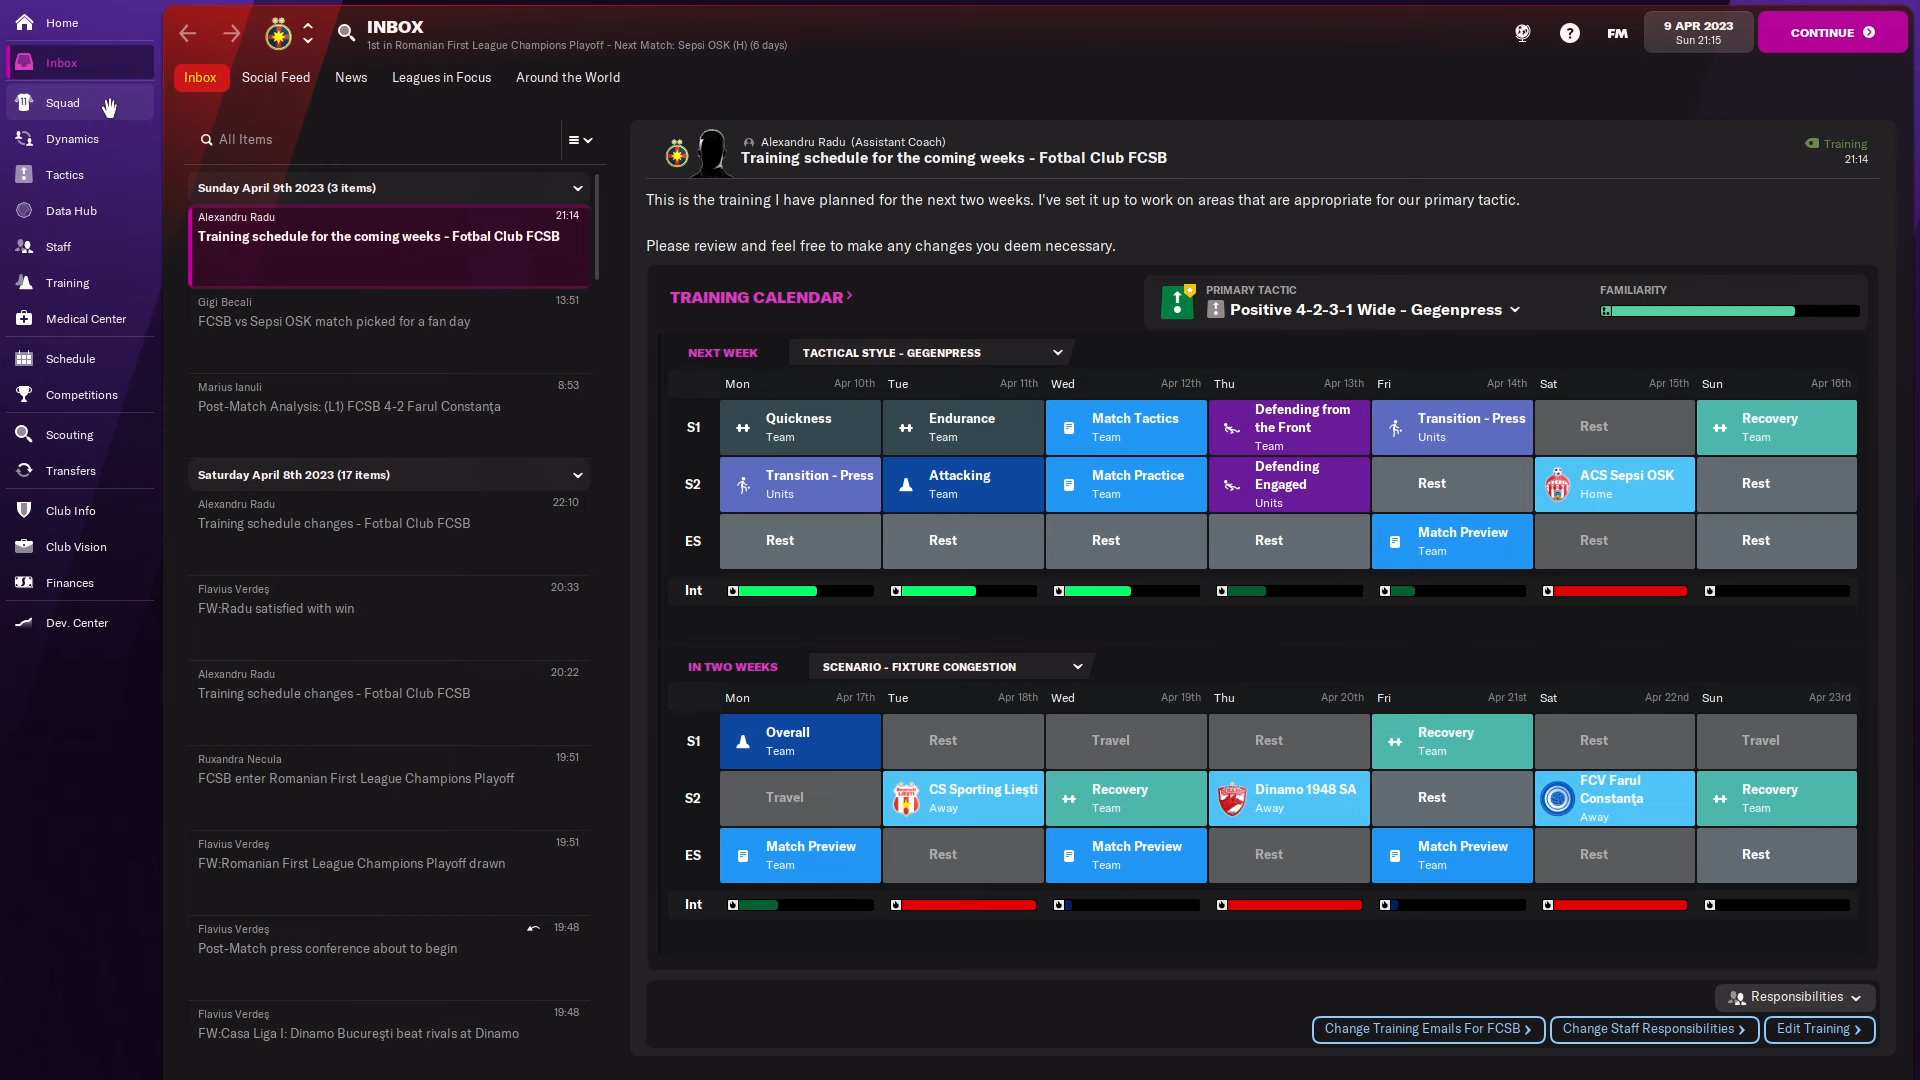 Home
Inbox
Squad
Dynamics
Tactics
Data Hub
Staff
Training
Medical Center
Schedule
Competitions
Scouting
Transfers
Club Info
Club Vision
Finances
Dev. Center
INBOX
1st in Romanian First League Champions Playoff - Next Match: Sepsi OSK (H) (6 days)
FM
9 APR 2023
Sun 21:15
CONTINUE
Inbox Social Feed News Leagues in Focus Around the World
All Items
Sunday April 9th 2023 (3 items)
Alexandru Radu 21:14
Training schedule for the coming weeks - Fotbal Club FCSB
Gigi Becali 13:51
FCSB vs Sepsi OSK match picked for a fan day
Marius Ianuli 8:53
Post-Match Analysis: (L1) FCSB 4-2 Farul Constanţa
Saturday April 8th 2023 (17 items)
Alexandru Radu 22:10
Training schedule changes - Fotbal Club FCSB
Flavius Verdeş 20:33
FW:Radu satisfied with win
Alexandru Radu 20:22
Training schedule changes - Fotbal Club FCSB
Ruxandra Necula 19:51
FCSB enter Romanian First League Champions Playoff
Flavius Verdeş 19:51
FW:Romanian First League Champions Playoff drawn
Flavius Verdeş 19:48
Post-Match press conference about to begin
Flavius Verdeş 19:48
FW:Casa Liga I: Dinamo Bucureşti beat rivals at Dinamo
Alexandru Radu (Assistant Coach)
Training schedule for the coming weeks - Fotbal Club FCSB
Training
21:14
This is the training I have planned for the next two weeks. I've set it up to work on areas that are appropriate for our primary tactic.
Please review and feel free to make any changes you deem necessary.
TRAINING CALENDAR
PRIMARY TACTIC
Positive 4-2-3-1 Wide - Gegenpress
FAMILIARITY
NEXT WEEK TACTICAL STYLE - GEGENPRESS
Mon Apr 10th Tue Apr 11th Wed Apr 12th Thu Apr 13th Fri Apr 14th Sat Apr 15th Sun Apr 16th
S1
Quickness
Team
Endurance
Team
Match Tactics
Team
Defending from
the Front
Team
Transition - Press
Units
Rest
Recovery
Team
S2
Transition - Press
Units
Attacking
Team
Match Practice
Team
Defending
Engaged
Units
Rest
ACS Sepsi OSK
Home
Rest
ES
Rest
Rest
Rest
Rest
Match Preview
Team
Rest
Rest
Int
IN TWO WEEKS SCENARIO - FIXTURE CONGESTION
Mon Apr 17th Tue Apr 18th Wed Apr 19th Thu Apr 20th Fri Apr 21st Sat Apr 22nd Sun Apr 23rd
S1
Overall
Team
Rest
Travel
Rest
Recovery
Team
Rest
Travel
S2
Travel
CS Sporting Lieşti
Away
Recovery
Team
Dinamo 1948 SA
Away
Rest
FCV Farul
Constanţa
Away
Recovery
Team
ES
Match Preview
Team
Rest
Match Preview
Team
Rest
Match Preview
Team
Rest
Rest
Int
Responsibilities
Change Training Emails For FCSB
Change Staff Responsibilities
Edit Training